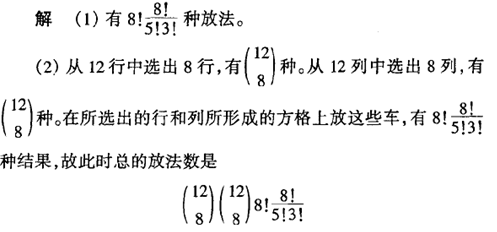 解 (1) 有 8!\frac{8!}{5!3!} 种放法。
(2) 从 12 行中选出 8 行,有\binom{12}{8}种。从 12 列中选出 8 列,有
\binom{12}{8}种。在所选出的行和列所形成的方格上放这些车,有 8!\frac{8!}{5!3!}
种结果,故此时总的放法数是
\binom{12}{8}\binom{12}{8}8!\frac{8!}{5!3!}